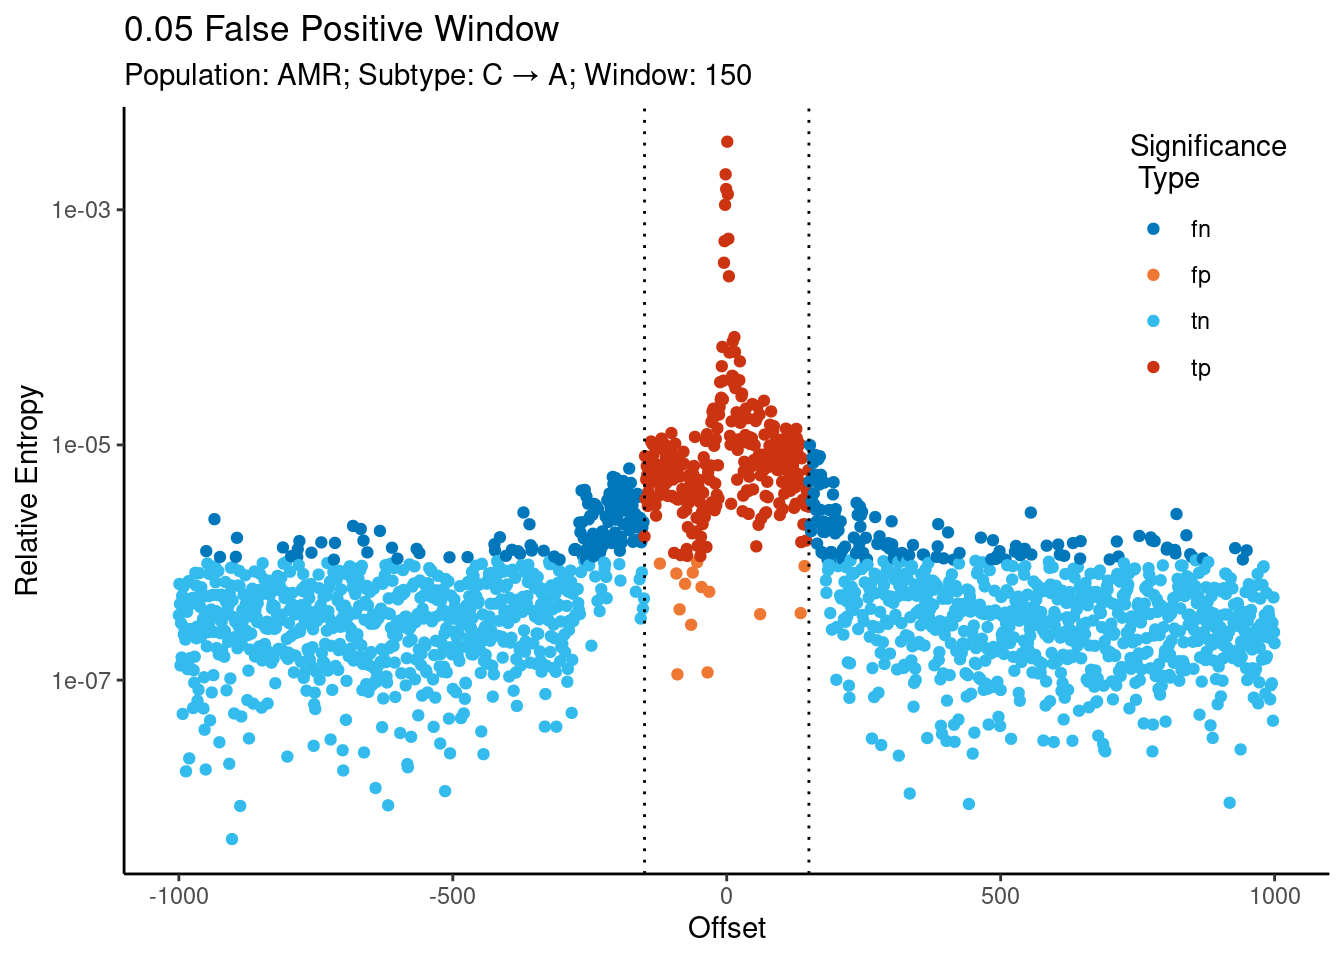 0.05 False Positive Window
Population: AMR; Subtype: C → A; Window: 150
Significance
Type
fn
fp
tn
tp
Relative Entropy
1e-03
1e-05
1e-07
-1000
-500
0
500
1000
Offset